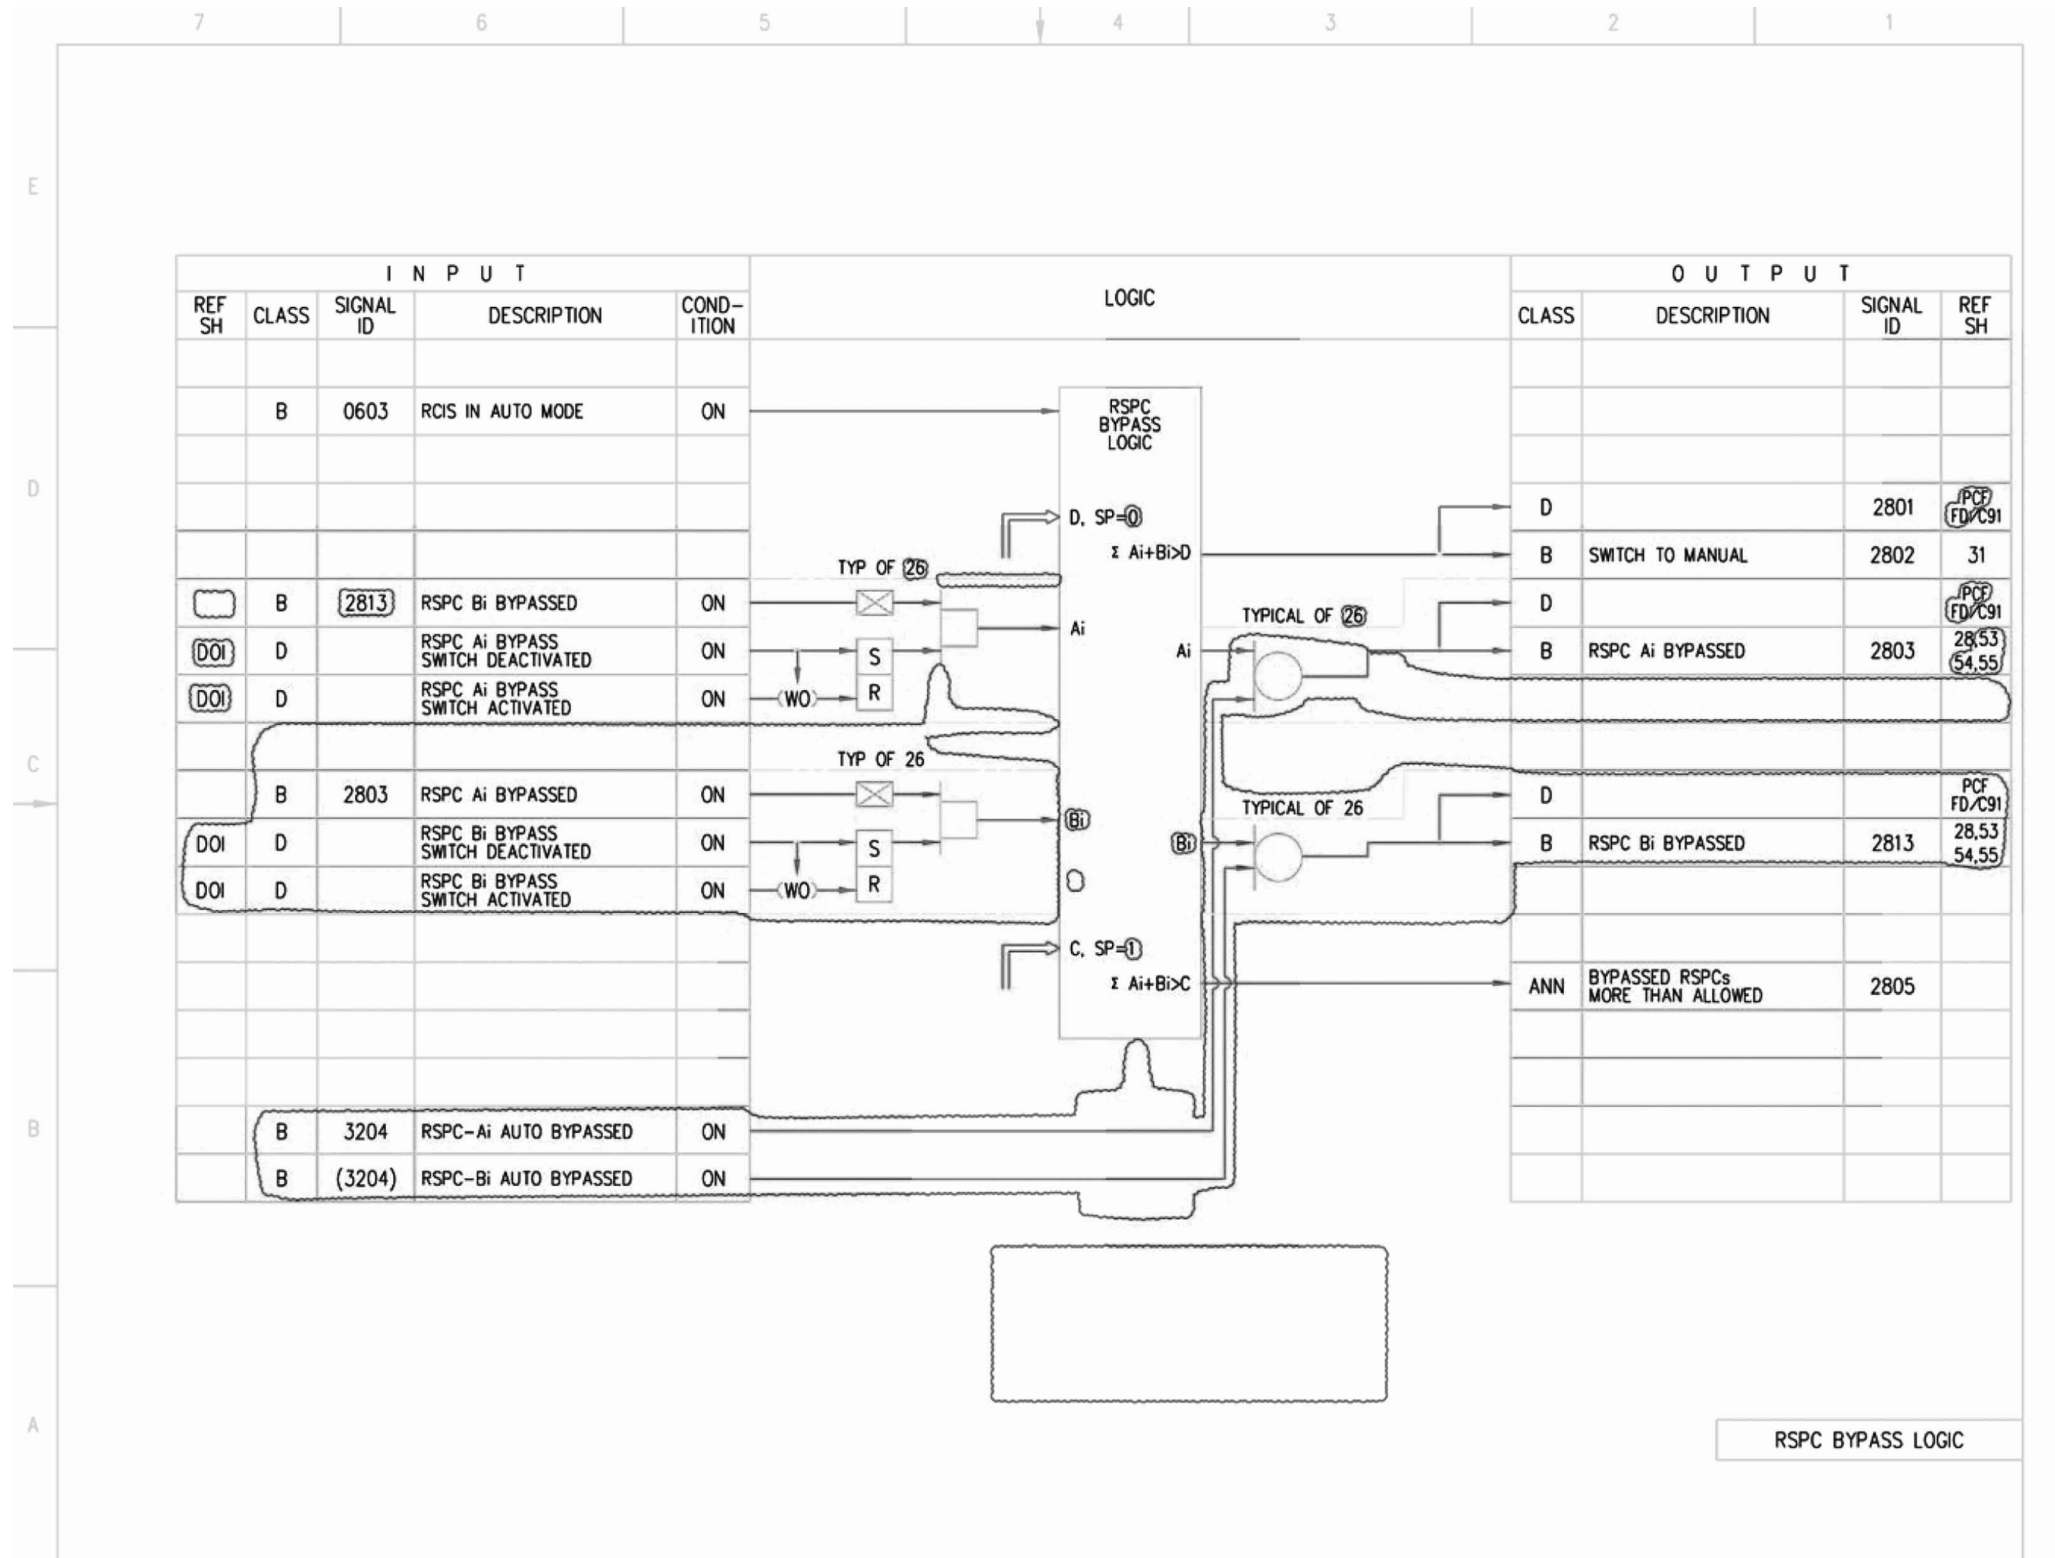 7 6 5 4 3 2 1
E
I N P U T
O U T P U T
LOGIC
REF SH
CLASS
SIGNAL ID
DESCRIPTION
COND-ITION
CLASS
DESCRIPTION
SIGNAL ID
REF SH
B 0603 RCIS IN AUTO MODE ON
RSPC
BYPASS
LOGIC
D
D, SP=0
D 2801 PCF FD/C91
Σ Ai+Bi>D
B SWITCH TO MANUAL 2802 31
TYP OF 26
B 2813 RSPC Bi BYPASSED ON
Ai
TYPICAL OF 26
D PCF FD/C91
DOI D RSPC Ai BYPASS SWITCH DEACTIVATED ON
S
Ai
B RSPC Ai BYPASSED 2803 28,53 54,55
DOI D RSPC Ai BYPASS SWITCH ACTIVATED ON
(WO)
R
C
TYP OF 26
B 2803 RSPC Ai BYPASSED ON
Bi
TYPICAL OF 26
D PCF FD/C91
DOI D RSPC Bi BYPASS SWITCH DEACTIVATED ON
S
Bi
B RSPC Bi BYPASSED 2813 28,53 54,55
DOI D RSPC Bi BYPASS SWITCH ACTIVATED ON
(WO)
R
C, SP=1
Σ Ai+Bi>C
ANN BYPASSED RSPCs MORE THAN ALLOWED 2805
B
B 3204 RSPC-Ai AUTO BYPASSED ON
B (3204) RSPC-Bi AUTO BYPASSED ON
A
RSPC BYPASS LOGIC